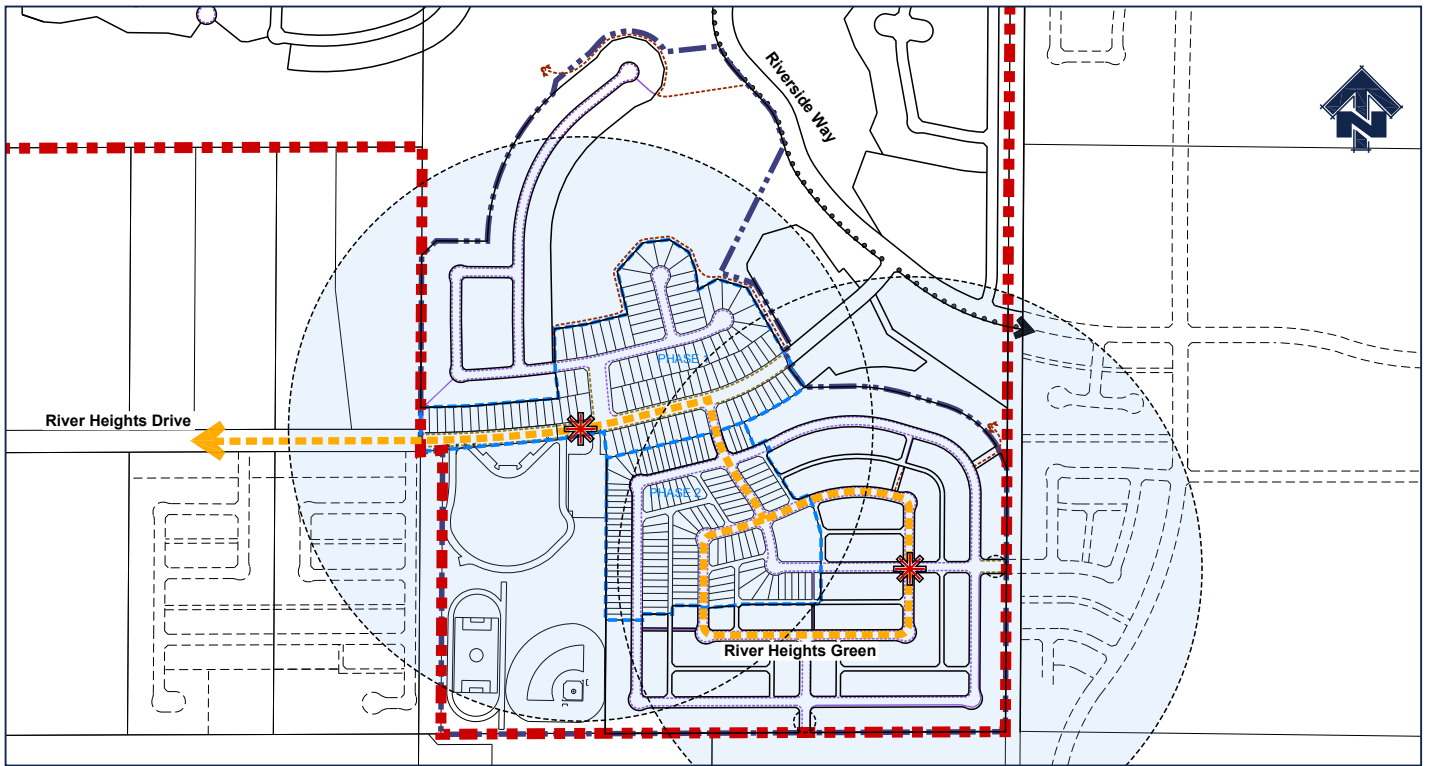 Riverside Way
N
PHASE 1
River Heights Drive
PHASE 2
River Heights Green